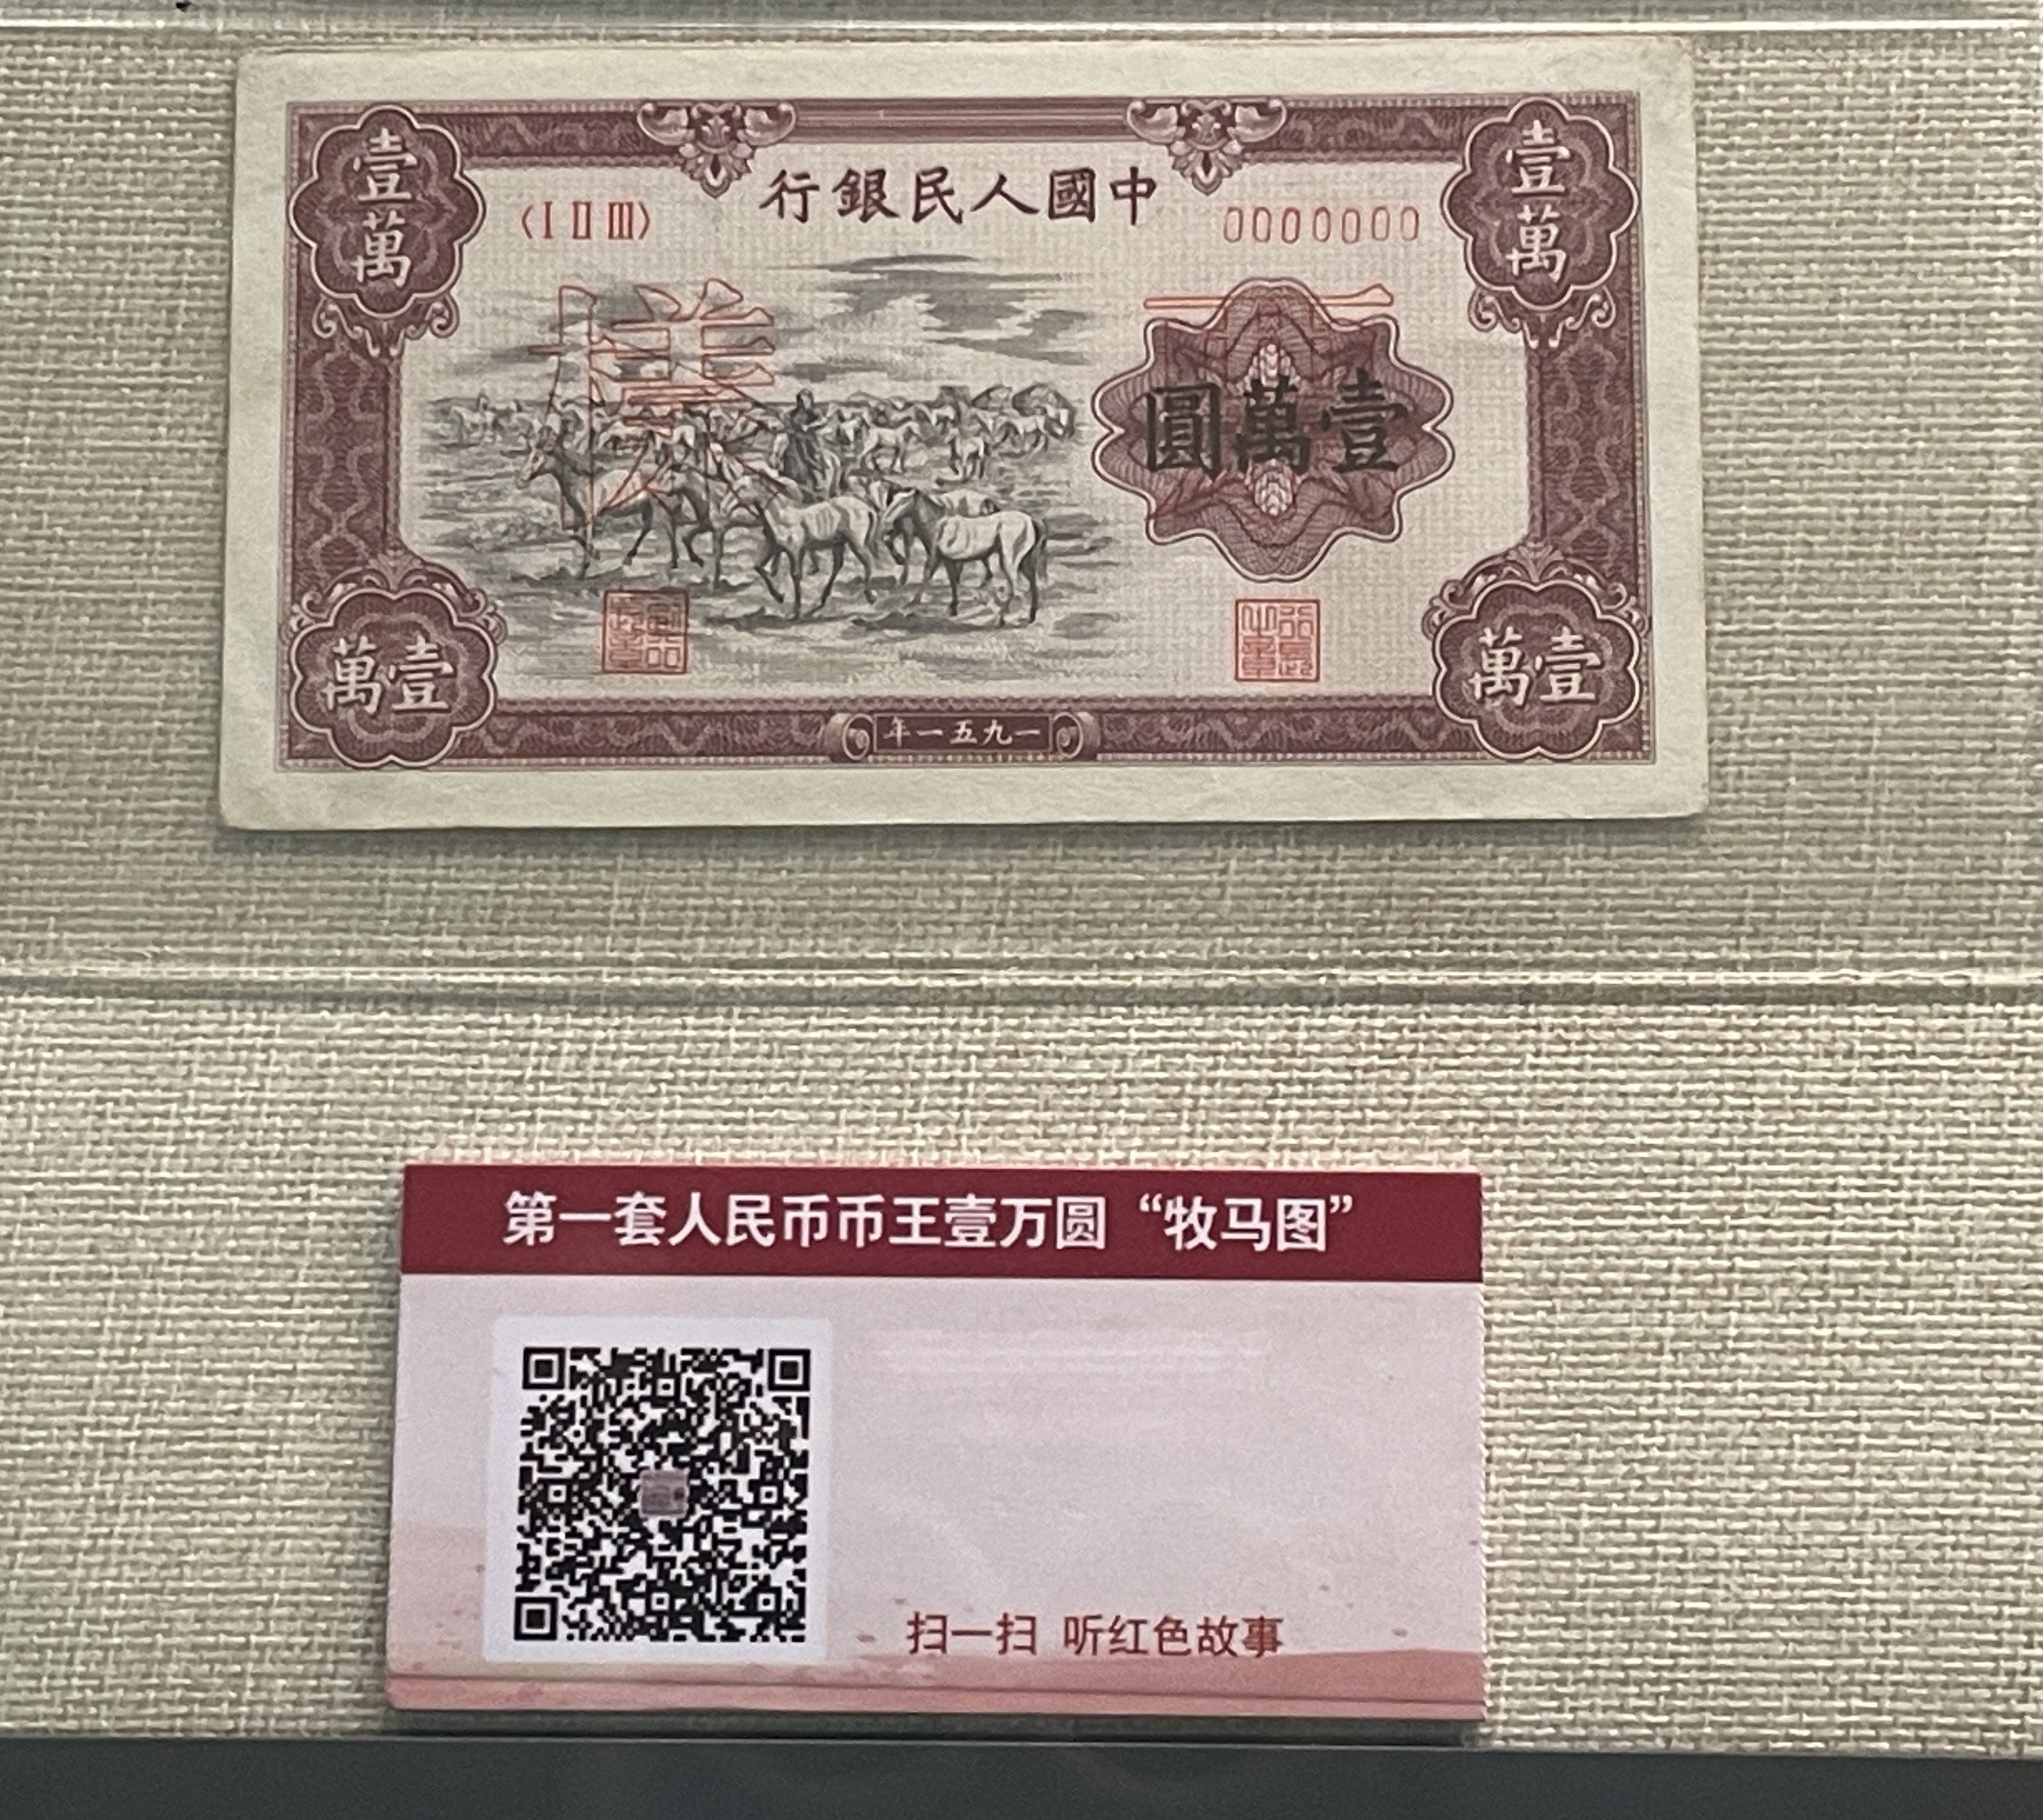 中國人民銀行
〈I II III〉
0000000
壹萬
壹萬
樣
壹萬圓
壹萬
壹萬
一九五一年
第一套人民币币王壹万圆“牧马图”
扫一扫 听红色故事